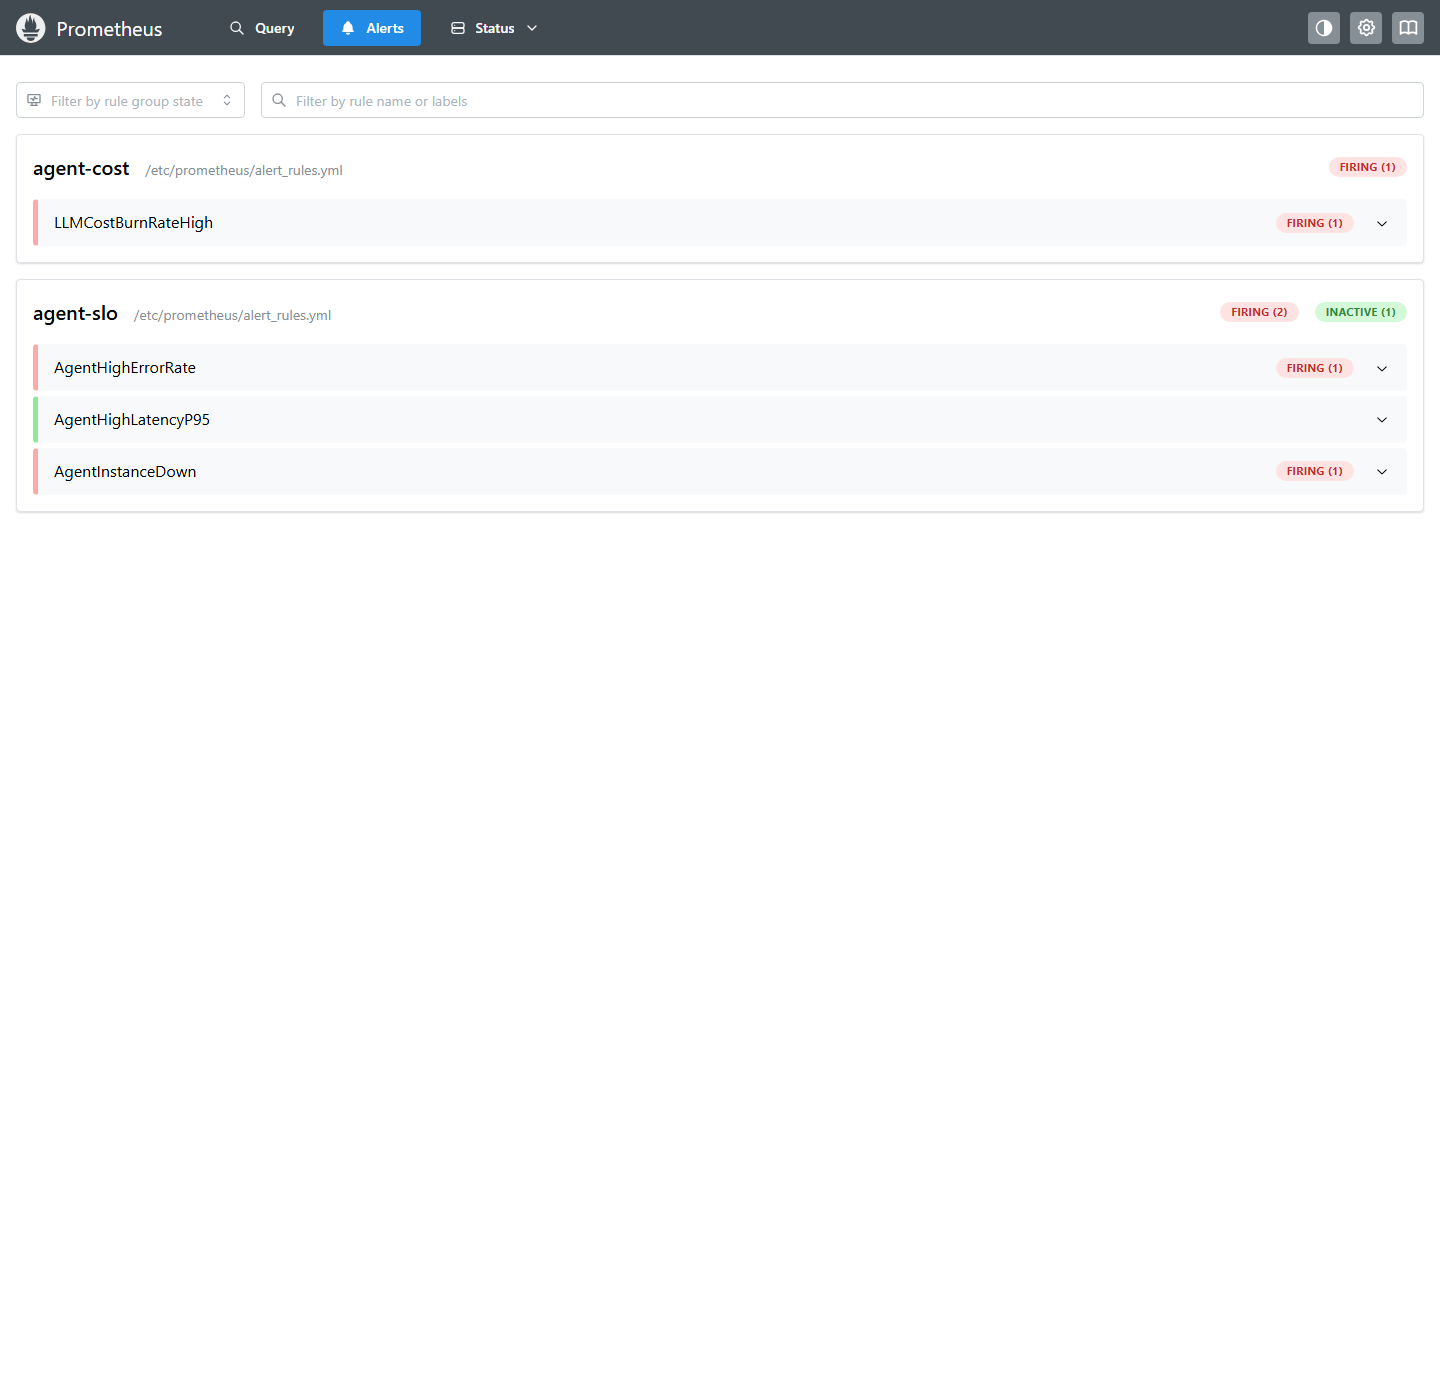 Prometheus Query Alerts Status
Filter by rule group state Filter by rule name or labels
agent-cost /etc/prometheus/alert_rules.yml FIRING (1)
LLMCostBurnRateHigh FIRING (1)
agent-slo /etc/prometheus/alert_rules.yml FIRING (2) INACTIVE (1)
AgentHighErrorRate FIRING (1)
AgentHighLatencyP95
AgentInstanceDown FIRING (1)